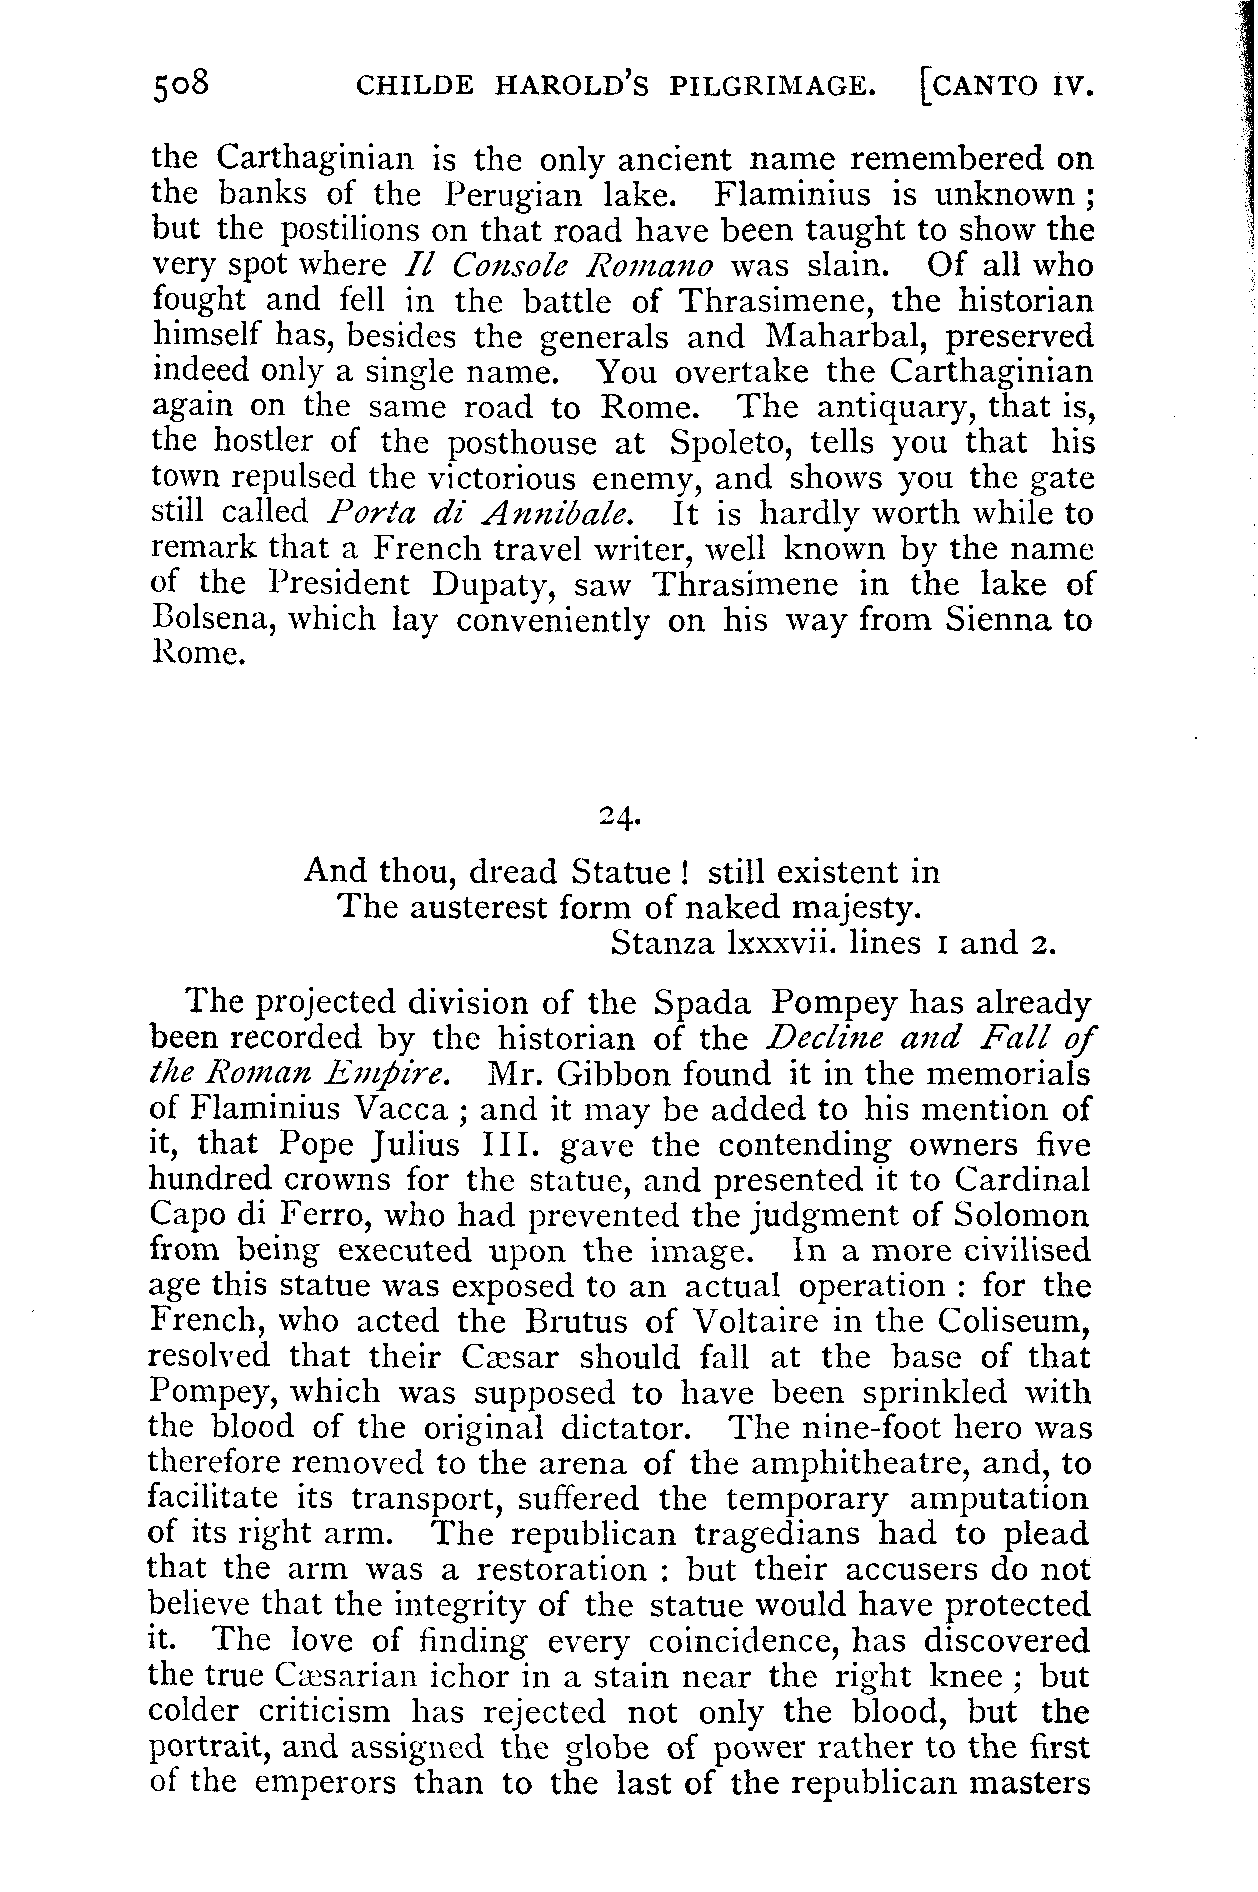 508 CHILDE HAROLD'S PILGRIMAGE. [CANTO IV.
the Carthaginian is the only ancient name remembered on
the banks of the Perugian lake. Flaminius is unknown ;
but the postilions on that road have been taught to show the
very spot where Il Console Romano was slain. Of all who
fought and fell in the battle of Thrasimene, the historian
himself has, besides the generals and Maharbal, preserved
indeed only a single name. You overtake the Carthaginian
again on the same road to Rome. The antiquary, that is,
the hostler of the posthouse at Spoleto, tells you that his
town repulsed the victorious enemy, and shows you the gate
still called Porta di Annibale. It is hardly worth while to
remark that a French travel writer, well known by the name
of the President Dupaty, saw Thrasimene in the lake of
Bolsena, which lay conveniently on his way from Sienna to
Rome.
24.
And thou, dread Statue ! still existent in
The austerest form of naked majesty.
Stanza lxxxvii. lines 1 and 2.
The projected division of the Spada Pompey has already
been recorded by the historian of the Decline and Fall of
the Roman Empire. Mr. Gibbon found it in the memorials
of Flaminius Vacca ; and it may be added to his mention of
it, that Pope Julius III. gave the contending owners five
hundred crowns for the statue, and presented it to Cardinal
Capo di Ferro, who had prevented the judgment of Solomon
from being executed upon the image. In a more civilised
age this statue was exposed to an actual operation : for the
French, who acted the Brutus of Voltaire in the Coliseum,
resolved that their Cæsar should fall at the base of that
Pompey, which was supposed to have been sprinkled with
the blood of the original dictator. The nine-foot hero was
therefore removed to the arena of the amphitheatre, and, to
facilitate its transport, suffered the temporary amputation
of its right arm. The republican tragedians had to plead
that the arm was a restoration : but their accusers do not
believe that the integrity of the statue would have protected
it. The love of finding every coincidence, has discovered
the true Cæsarian ichor in a stain near the right knee ; but
colder criticism has rejected not only the blood, but the
portrait, and assigned the globe of power rather to the first
of the emperors than to the last of the republican masters